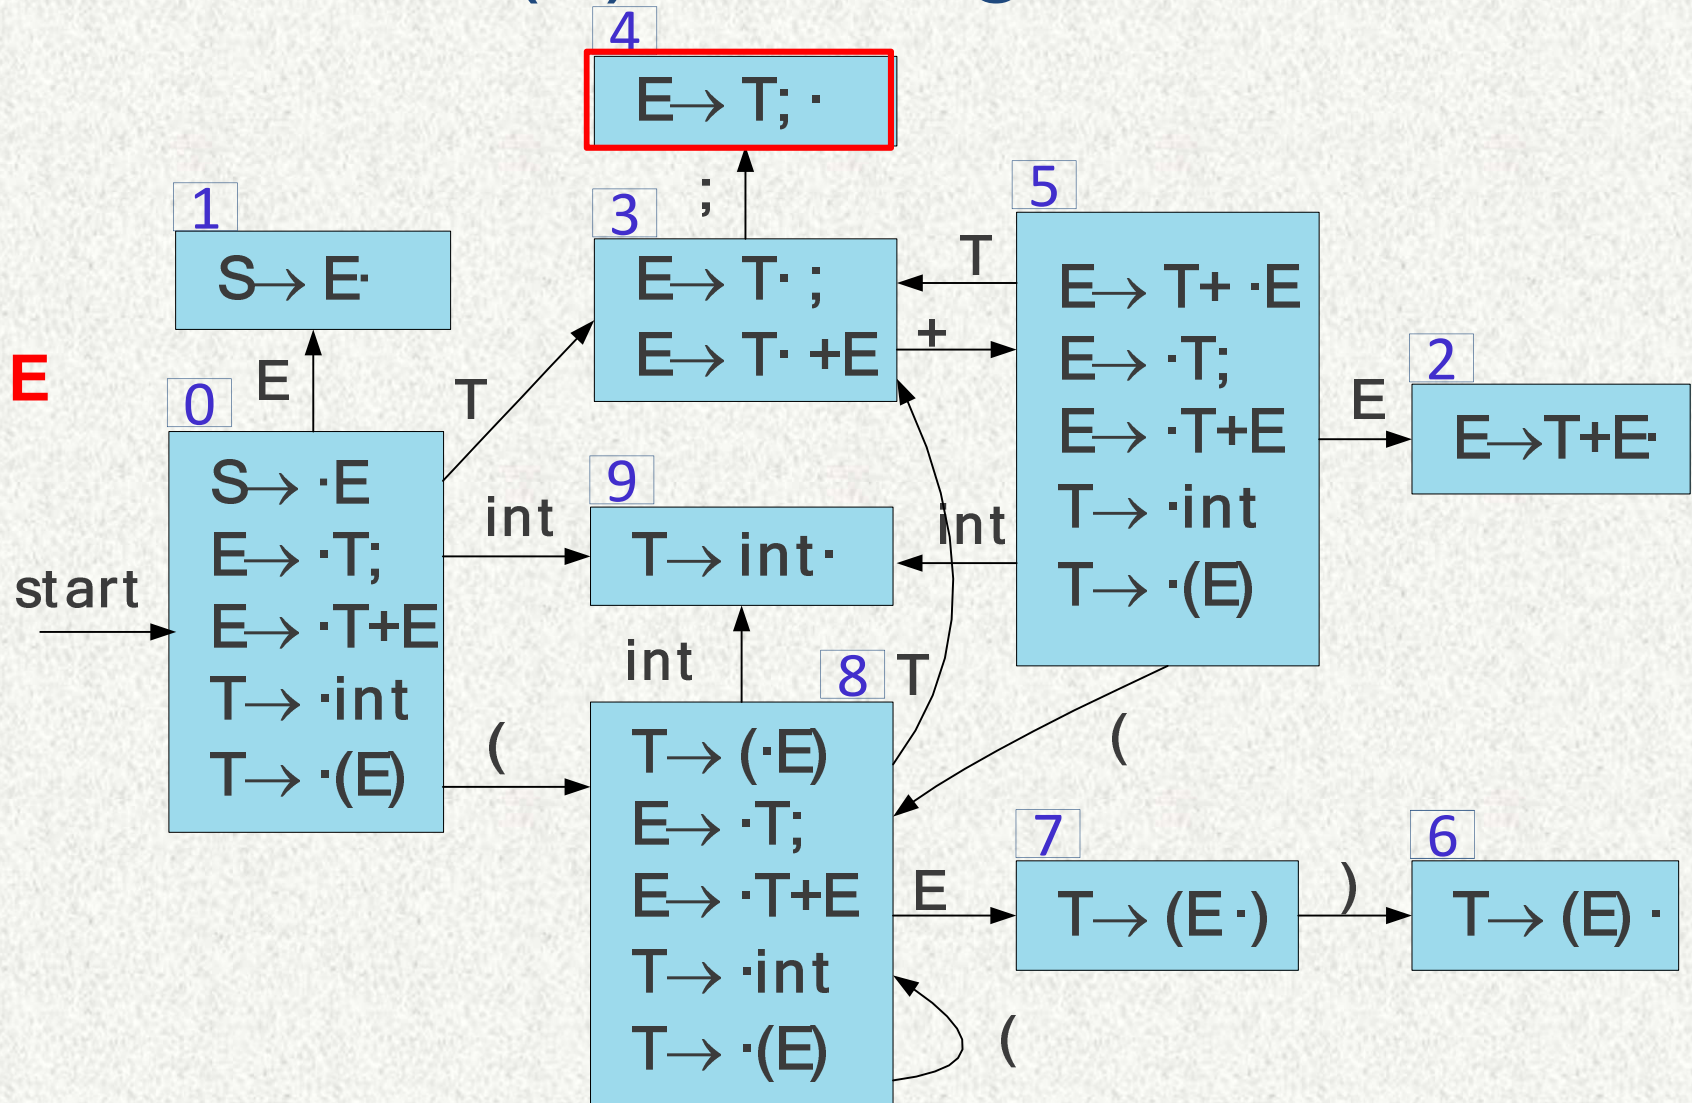 4
E→ T; ·
1
S→ E·
;
3
E→ T· ;
E→ T· +E
T
+
5
E→ T+ ·E
E→ ·T;
E→ ·T+E
T→ ·int
T→ ·(E)
E
2
E→T+E·
E
E
T
0
S→ ·E
E→ ·T;
E→ ·T+E
T→ ·int
T→ ·(E)
start
int
9
T→ int·
int
int
8
T
(
(
T→ (·E)
E→ ·T;
E→ ·T+E
T→ ·int
T→ ·(E)
E
7
T→ (E·)
)
6
T→ (E) ·
(